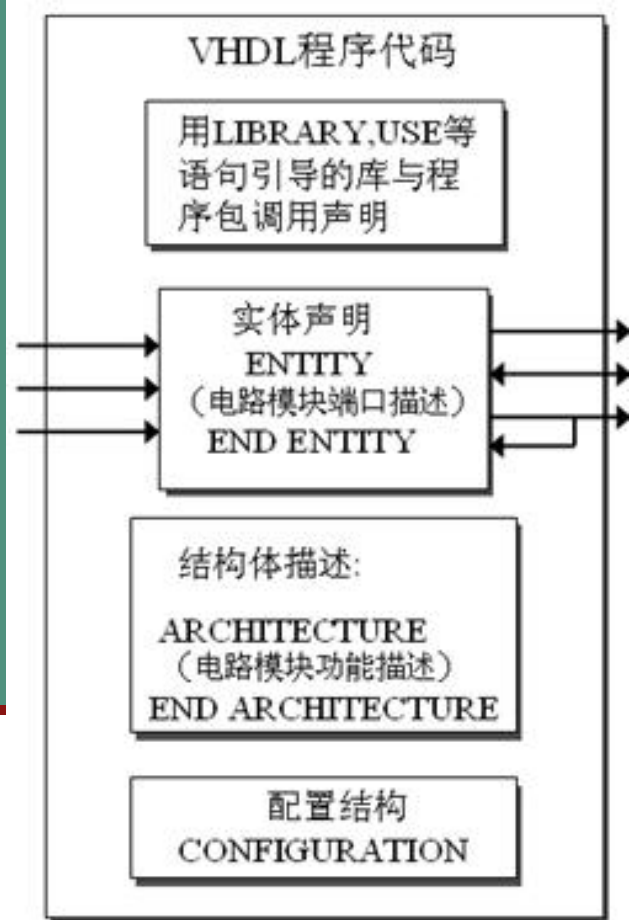 VHDL程序代码
用LIBRARY,USE等
语句引导的库与程
序包调用声明
实体声明
ENTITY
（电路模块端口描述）
END ENTITY
结构体描述:
ARCHITECTURE
（电路模块功能描述）
END ARCHITECTURE
配置结构
CONFIGURATION